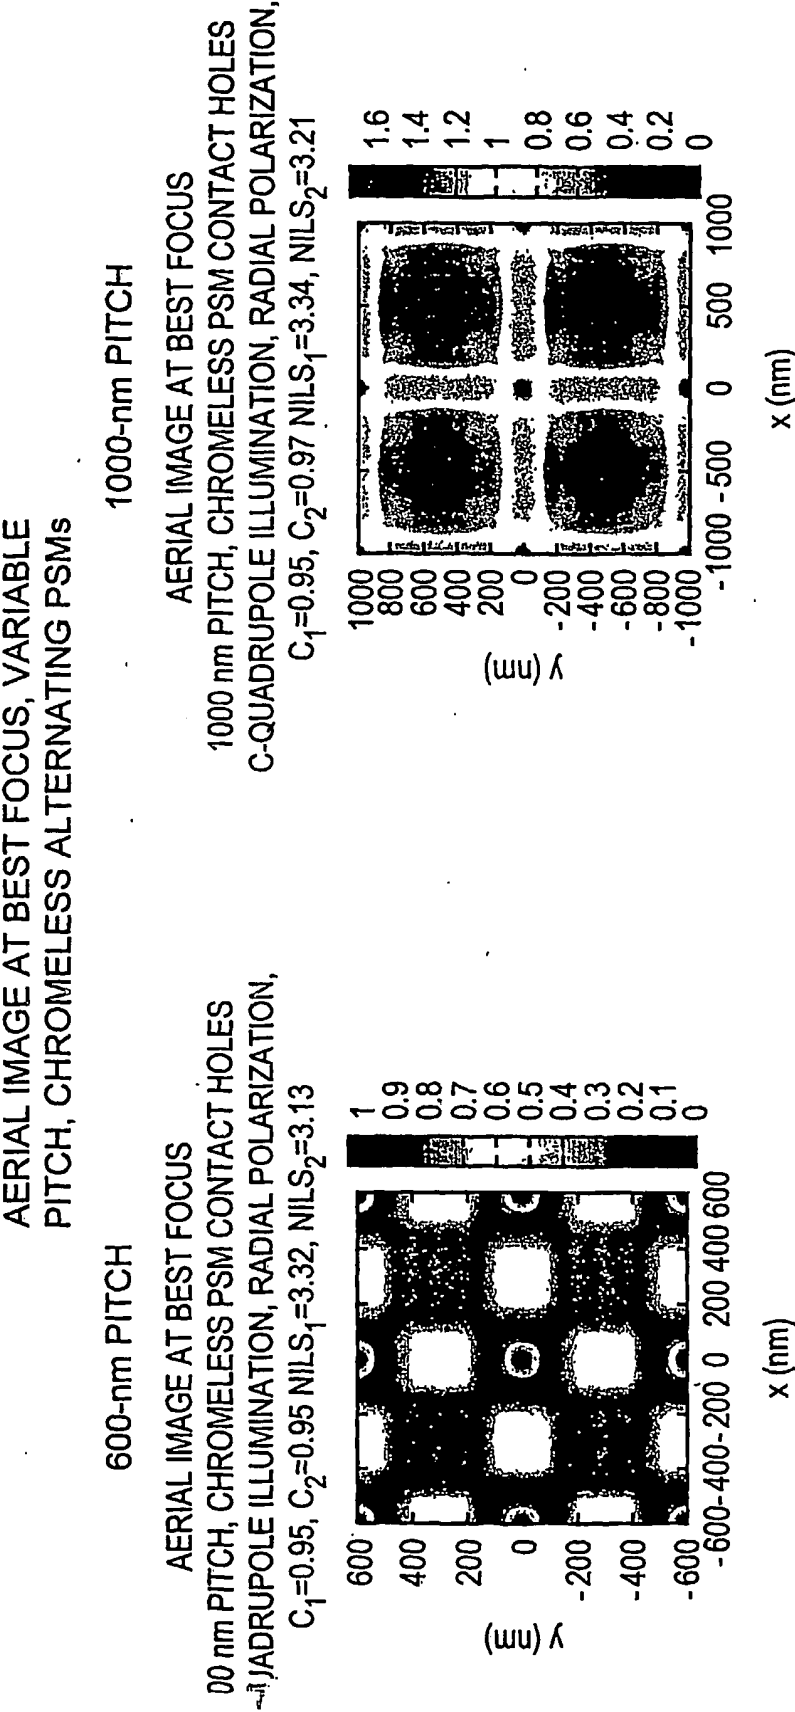 AERIAL IMAGE AT BEST FOCUS, VARIABLE
PITCH, CHROMELESS ALTERNATING PSMs
600-nm PITCH
AERIAL IMAGE AT BEST FOCUS
00 nm PITCH, CHROMELESS PSM CONTACT HOLES
JADRUPOLE ILLUMINATION, RADIAL POLARIZATION,
C₁=0.95, C₂=0.95 NILS₁=3.32, NILS₂=3.13
600
400
200
0
-200
-400
-600
y (nm)
-600-400-200 0 200 400 600
x (nm)
1
0.9
0.8
0.7
0.6
0.5
0.4
0.3
0.2
0.1
0
1000-nm PITCH
AERIAL IMAGE AT BEST FOCUS
1000 nm PITCH, CHROMELESS PSM CONTACT HOLES
C-QUADRUPOLE ILLUMINATION, RADIAL POLARIZATION,
C₁=0.95, C₂=0.97 NILS₁=3.34, NILS₂=3.21
1000
800
600
400
200
0
-200
-400
-600
-800
-1000
y (nm)
-1000 -500 0 500 1000
x (nm)
1.6
1.4
1.2
1
0.8
0.6
0.4
0.2
0